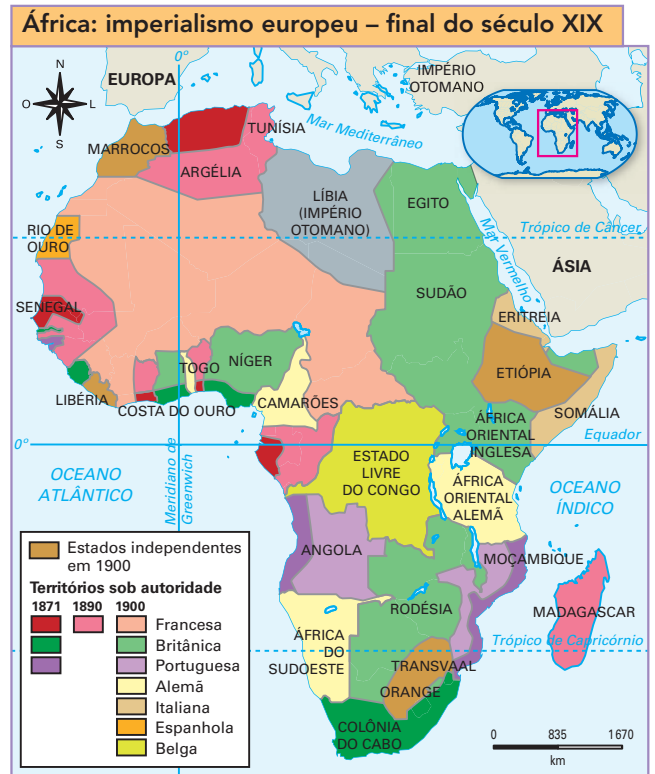 África: imperialismo europeu – final do século XIX
0°
N
O
L
S
EUROPA
IMPÉRIO
OTOMANO
Mar Mediterrâneo
MARROCOS
TUNÍSIA
ARGÉLIA
LÍBIA
(IMPÉRIO
OTOMANO)
EGITO
RIO DE
OURO
Trópico de Câncer
Mar Vermelho
ÁSIA
SUDÃO
SENEGAL
ERITREIA
NÍGER
TOGO
ETIÓPIA
LIBÉRIA
COSTA DO OURO
CAMARÕES
SOMÁLIA
ÁFRICA
ORIENTAL
INGLESA
0°
Equador
Meridiano de
Greenwich
OCEANO
ATLÂNTICO
ESTADO
LIVRE
DO CONGO
ÁFRICA
ORIENTAL
ALEMÃ
OCEANO
ÍNDICO
ANGOLA
MOÇAMBIQUE
RODÉSIA
MADAGASCAR
ÁFRICA
DO
SUDOESTE
Trópico de Capricórnio
TRANSVAAL
ORANGE
COLÔNIA
DO CABO
Estados independentes
em 1900
Territórios sob autoridade
1871 1890 1900
Francesa
Britânica
Portuguesa
Alemã
Italiana
Espanhola
Belga
0 835 1670
km